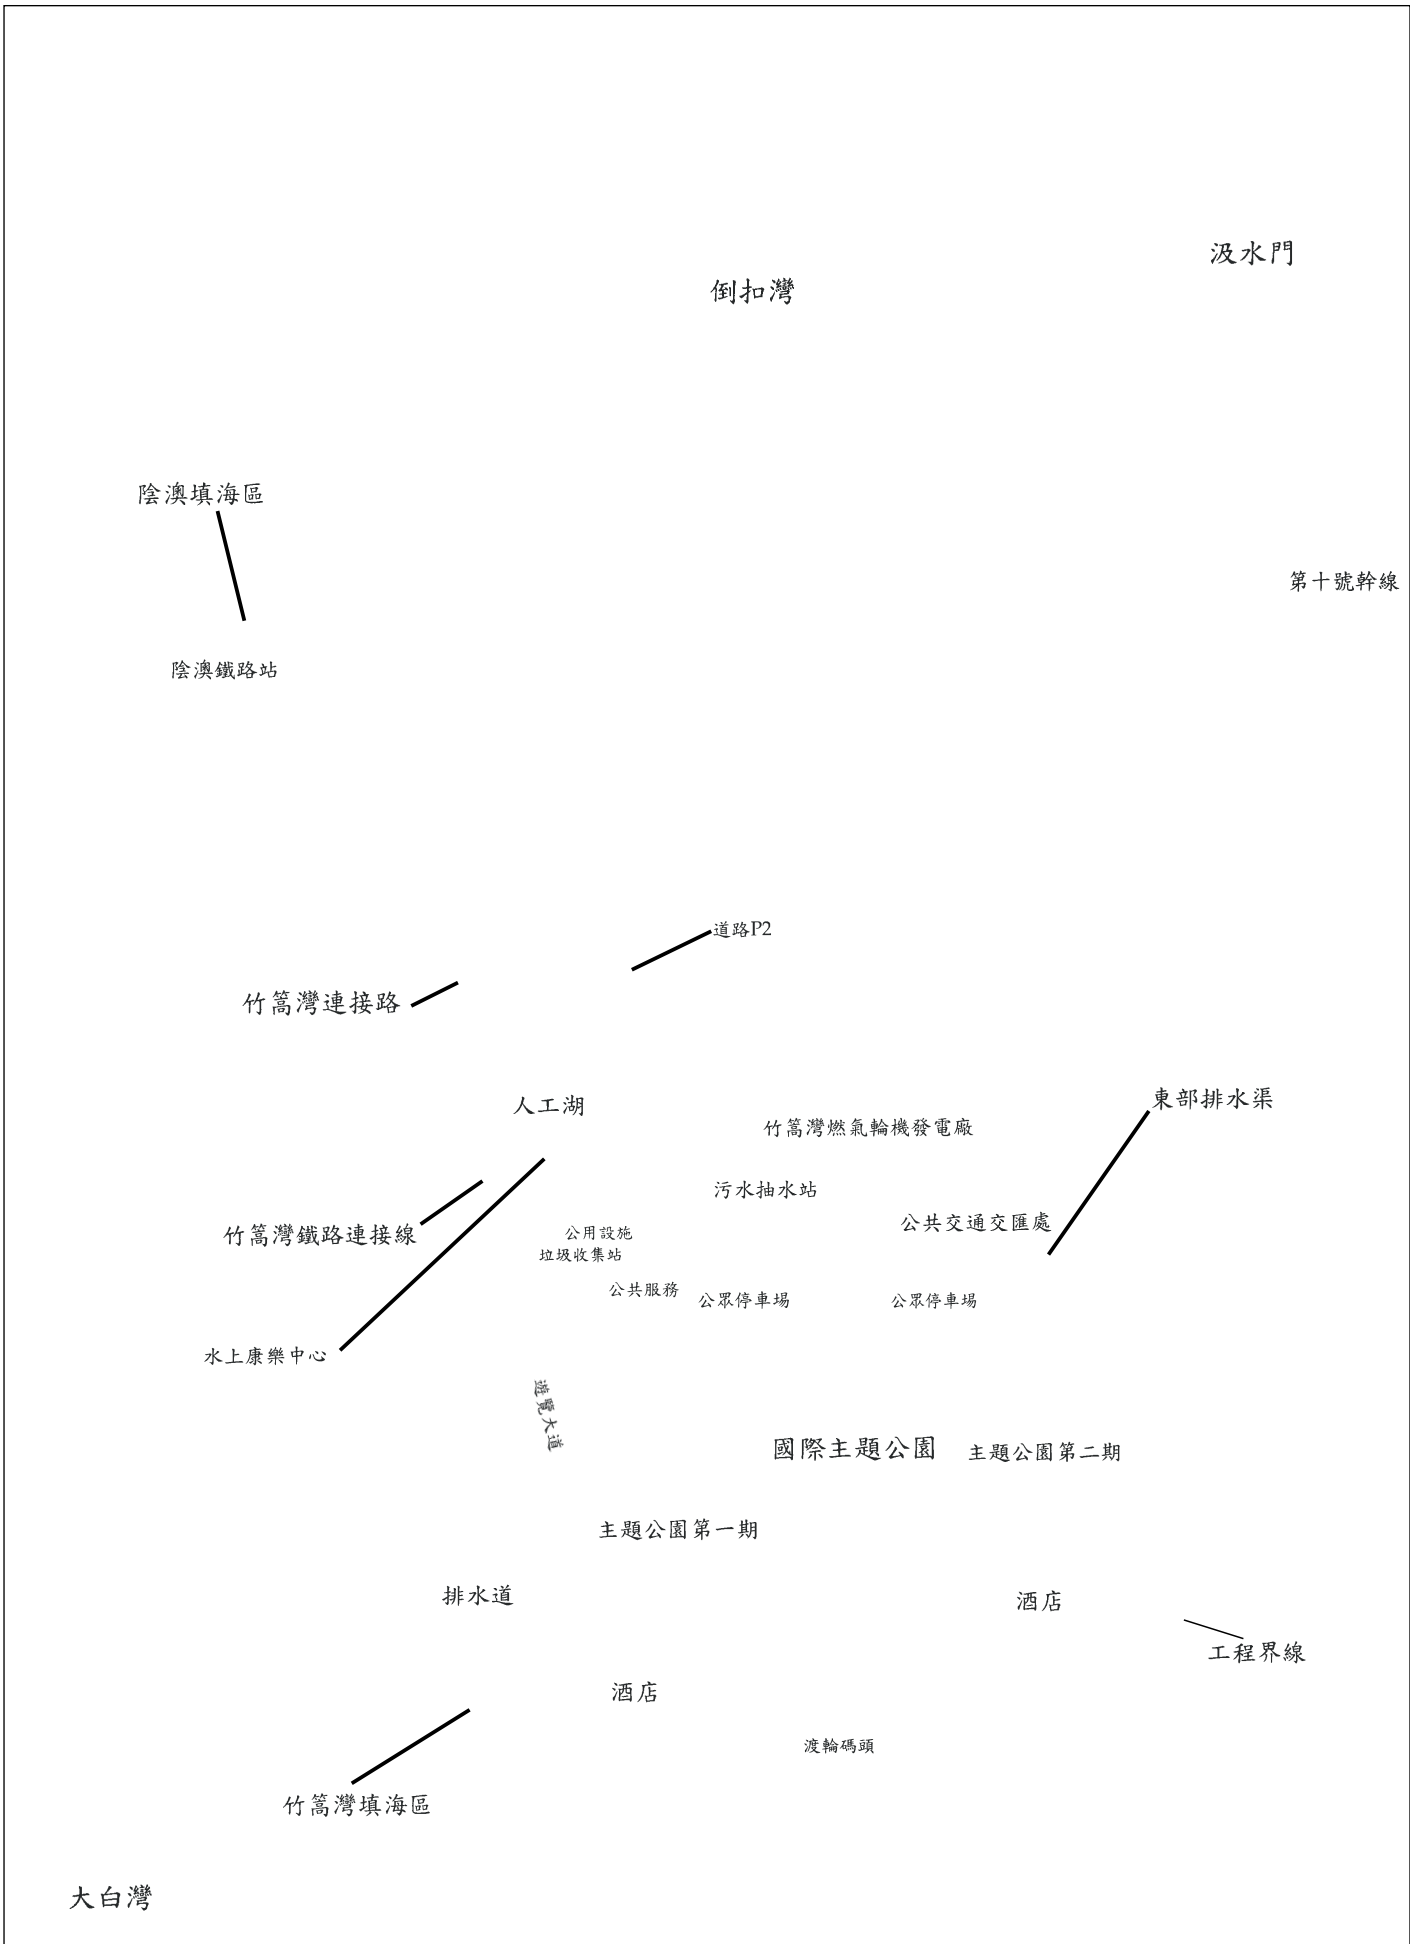 汲水門
倒扣灣
陰澳填海區
第十號幹線
陰澳鐵路站
道路P2
竹篙灣連接路
東部排水渠
人工湖
竹篙灣燃氣輪機發電廠
污水抽水站
公共交通交匯處
竹篙灣鐵路連接線
公用設施
垃圾收集站
公共服務
公眾停車場
公眾停車場
水上康樂中心
遊覽大道
國際主題公園
主題公園第二期
主題公園第一期
排水道
酒店
工程界線
酒店
渡輪碼頭
竹篙灣填海區
大白灣